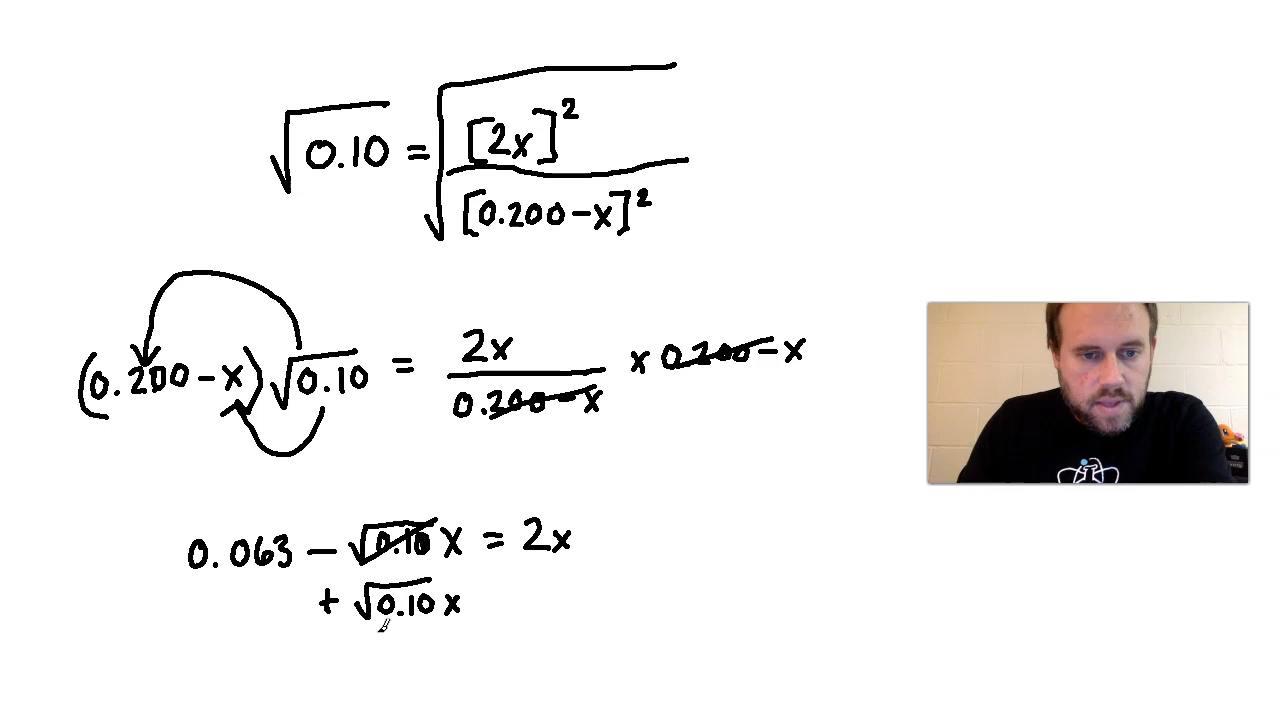 √0.10 = √([2x]² / [0.200-x]²)
(0.200-x)√0.10 = 2x / 0.200-x x 0.200-x
0.063 - √0.10 x = 2x
+ √0.10 x